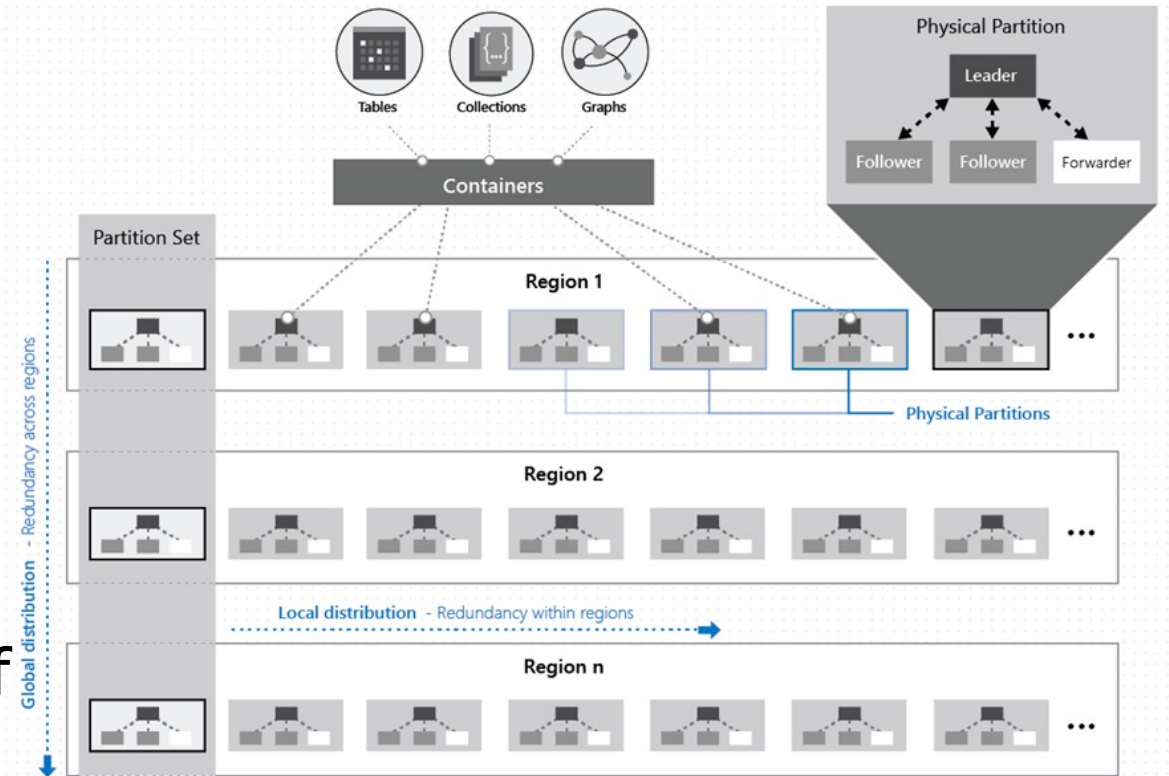 Tables
Collections
Graphs
Containers
Physical Partition
Leader
Follower
Follower
Forwarder
Partition Set
Region 1
...
Physical Partitions
Region 2
...
Local distribution - Redundancy within regions
Region n
...
Global distribution - Redundancy across regions
f